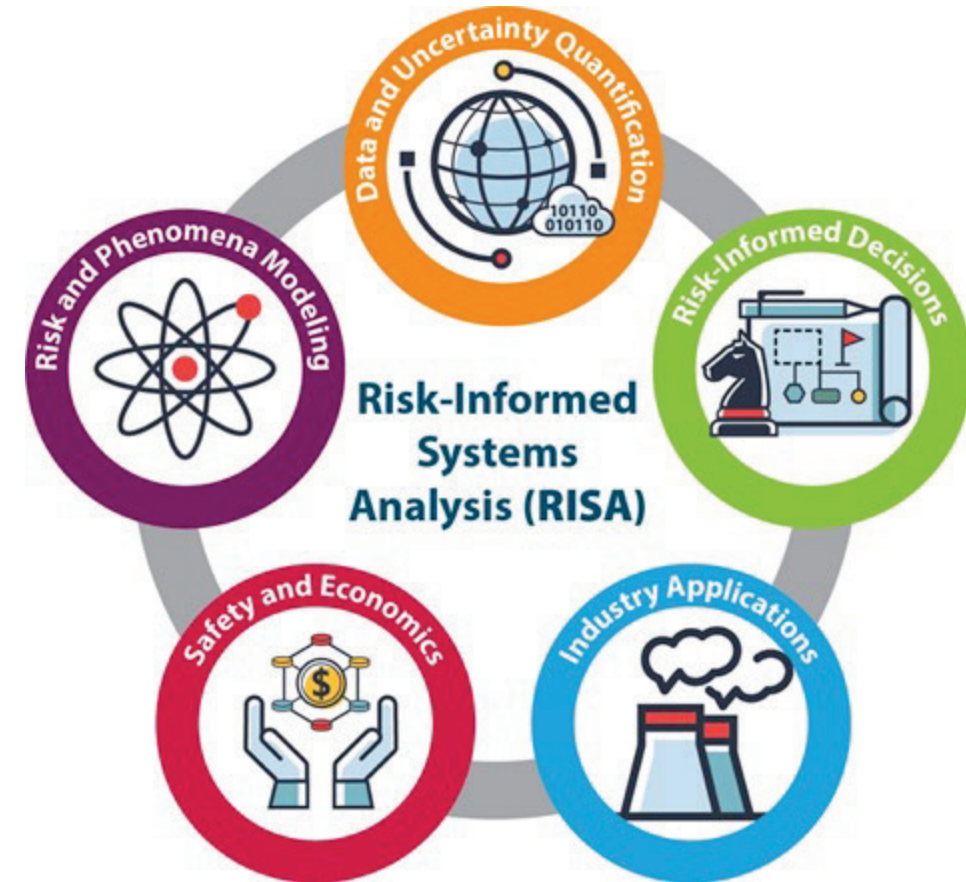 Data and Uncertainty Quantification
10110
010110
Risk-Informed Decisions
Risk and Phenomena Modeling
Risk-Informed
Systems
Analysis (RISA)
Safety and Economics
$
Industry Applications